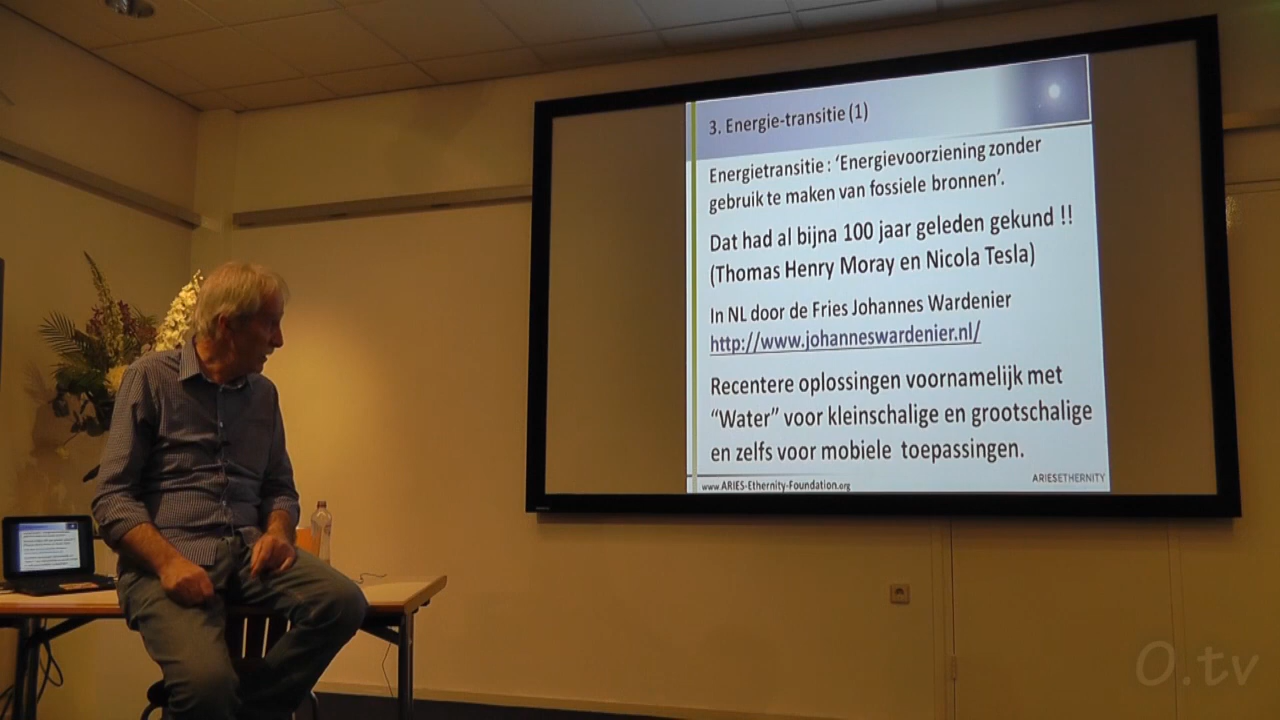 3. Energie-transitie (1)
Energietransitie : ‘Energievoorziening zonder
gebruik te maken van fossiele bronnen’.
Dat had al bijna 100 jaar geleden gekund !!
(Thomas Henry Moray en Nicola Tesla)
In NL door de Fries Johannes Wardenier
http://www.johanneswardenier.nl/
Recentere oplossingen voornamelijk met
“Water” voor kleinschalige en grootschalige
en zelfs voor mobiele toepassingen.
www.ARIES-Ethernity-Foundation.org
ARIESETHERNITY
O.tv